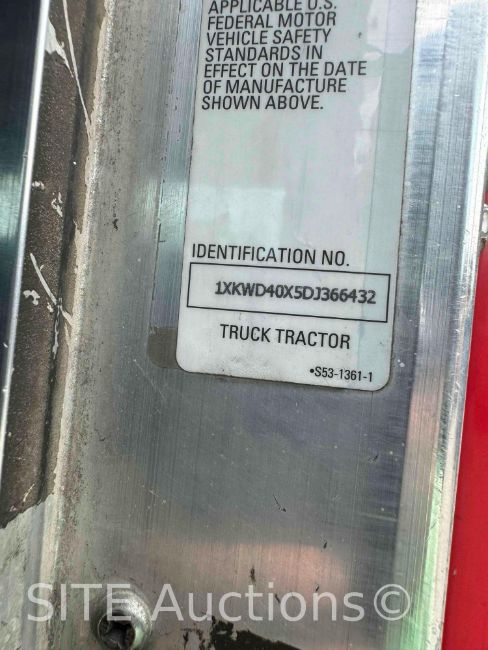 APPLICABLE U.S.
FEDERAL MOTOR
VEHICLE SAFETY
STANDARDS IN
EFFECT ON THE DATE
OF MANUFACTURE
SHOWN ABOVE.
IDENTIFICATION NO.
1XKWD40X5DJ366432
TRUCK TRACTOR
•S53-1361-1
SITE Auctions©